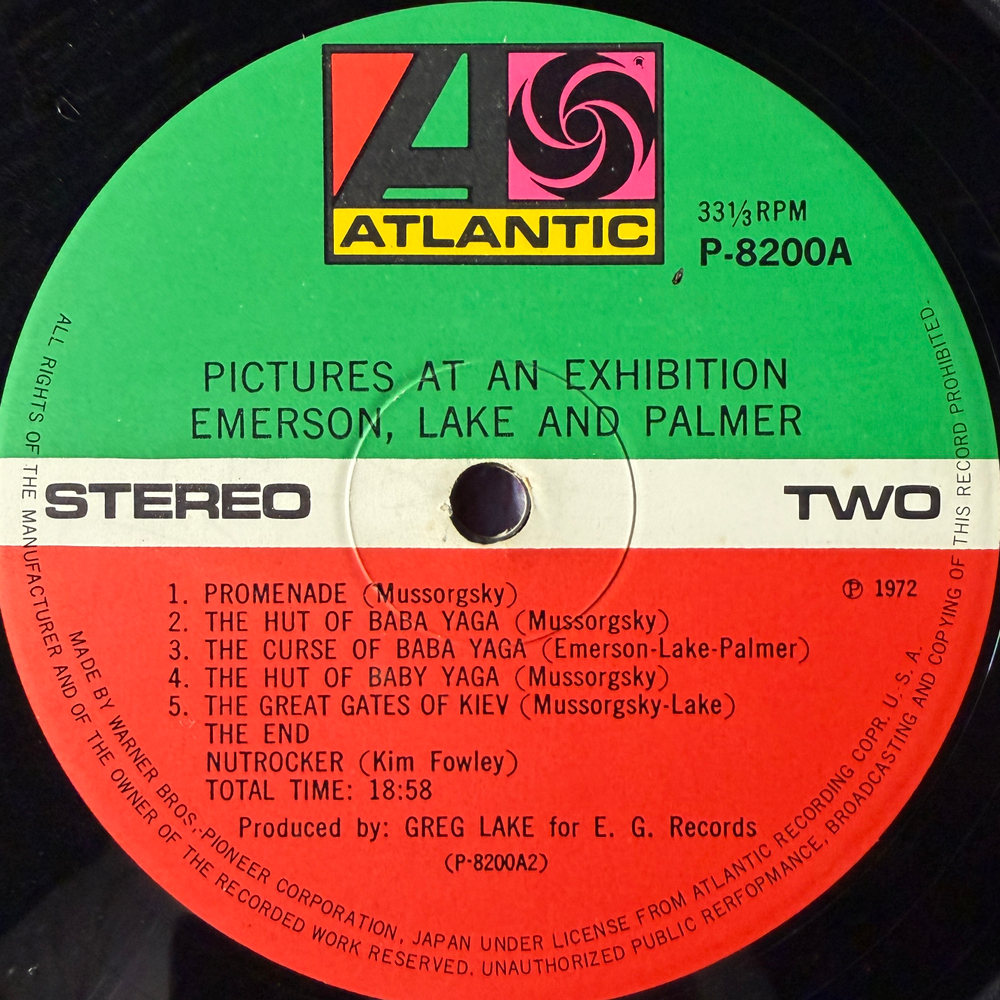 ATLANTIC
33⅓RPM
P-8200A
PICTURES AT AN EXHIBITION
EMERSON, LAKE AND PALMER
STEREO
TWO
℗ 1972
1. PROMENADE (Mussorgsky)
2. THE HUT OF BABA YAGA (Mussorgsky)
3. THE CURSE OF BABA YAGA (Emerson-Lake-Palmer)
4. THE HUT OF BABY YAGA (Mussorgsky)
5. THE GREAT GATES OF KIEV (Mussorgsky-Lake)
THE END
NUTROCKER (Kim Fowley)
TOTAL TIME: 18:58
Produced by: GREG LAKE for E. G. Records
(P-8200A2)
MADE BY WARNER BROS.-PIONEER CORPORATION, JAPAN UNDER LICENSE FROM ATLANTIC RECORDING COPR. U. S. A.
ALL RIGHTS OF THE MANUFACTURER AND OF THE OWNER OF THE RECORDED WORK RESERVED. UNAUTHORIZED PUBLIC RERFOPMANCE, BROADCASTING AND COPYING OF THIS RECORD PROHIBITED-